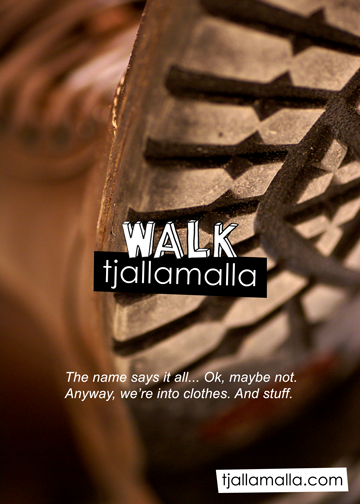 WALK
tjallamalla
The name says it all... Ok, maybe not.
Anyway, we're into clothes. And stuff.
tjallamalla.com